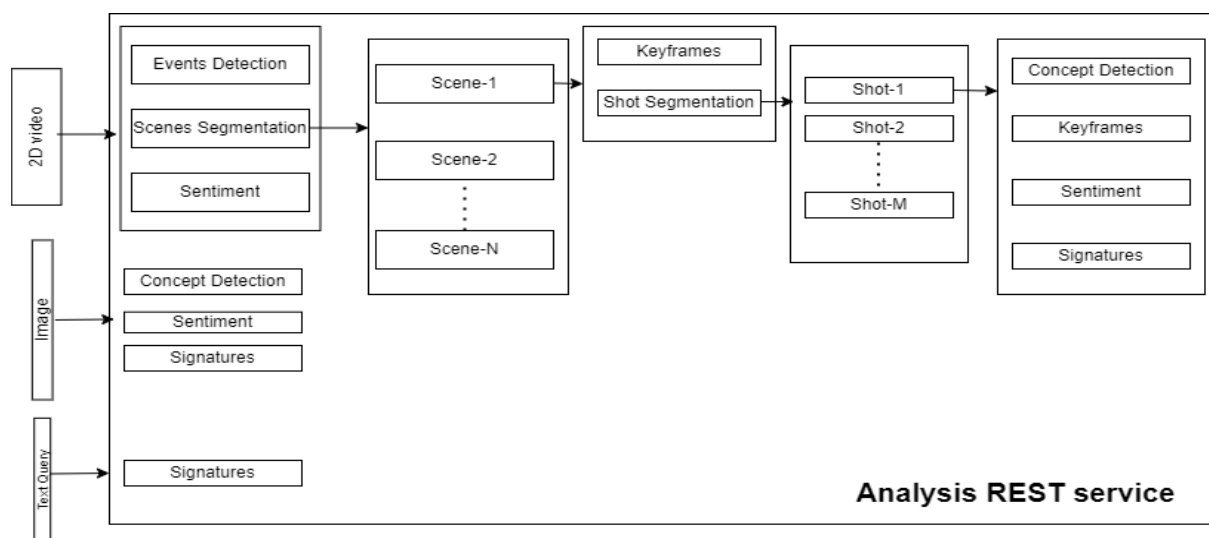 2D video
Events Detection
Scenes Segmentation
Sentiment
Scene-1
Scene-2
Scene-N
Keyframes
Shot Segmentation
Shot-1
Shot-2
Shot-M
Concept Detection
Keyframes
Sentiment
Signatures
Image
Concept Detection
Sentiment
Signatures
Text Query
Signatures
Analysis REST service